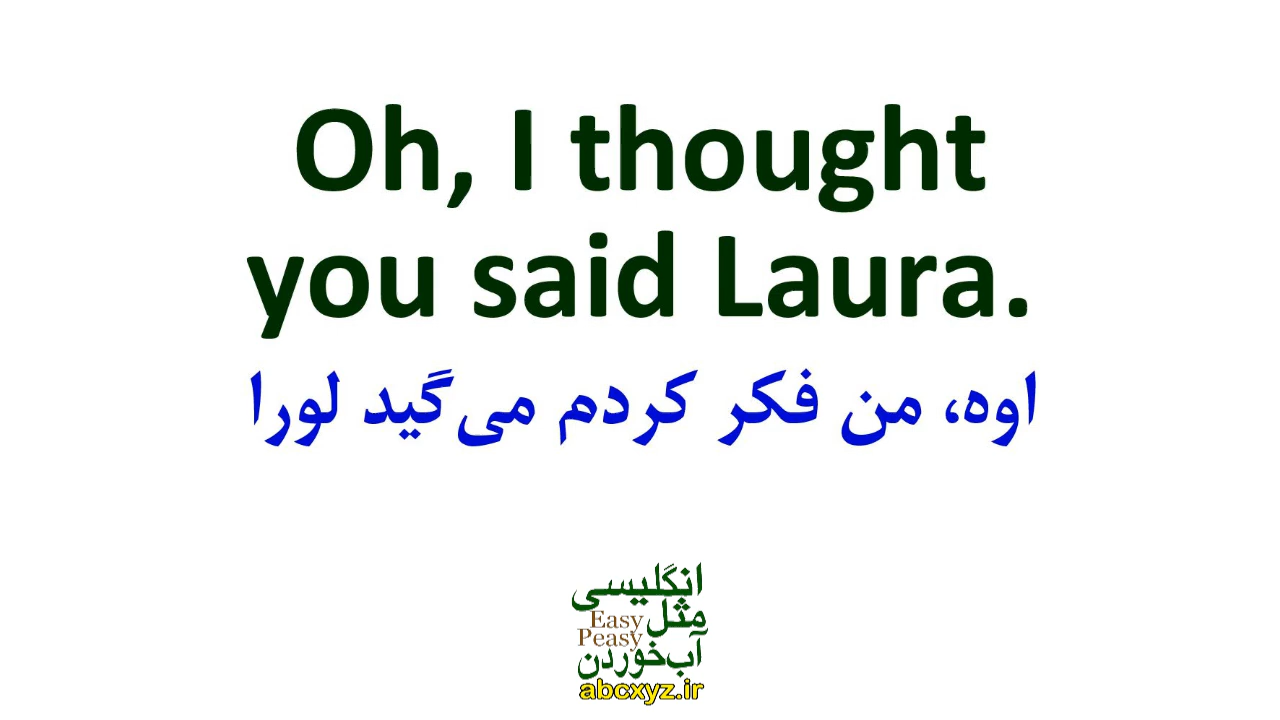 Oh, I thought
you said Laura.
اوه، من فکر کردم می‌گید لورا
انگلیسی
مثل
Easy
Peasy
آب‌خوردن
abcxyz.ir